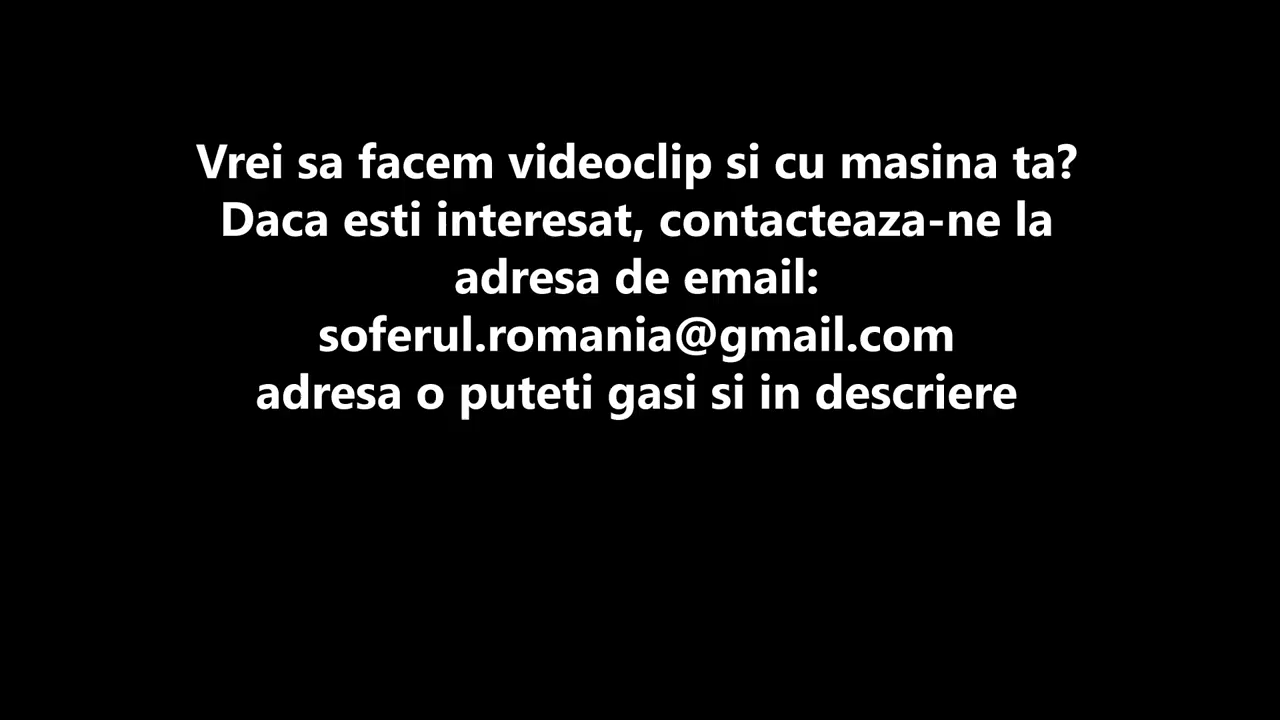 Vrei sa facem videoclip si cu masina ta?
Daca esti interesat, contacteaza-ne la
adresa de email:
soferul.romania@gmail.com
adresa o puteti gasi si in descriere